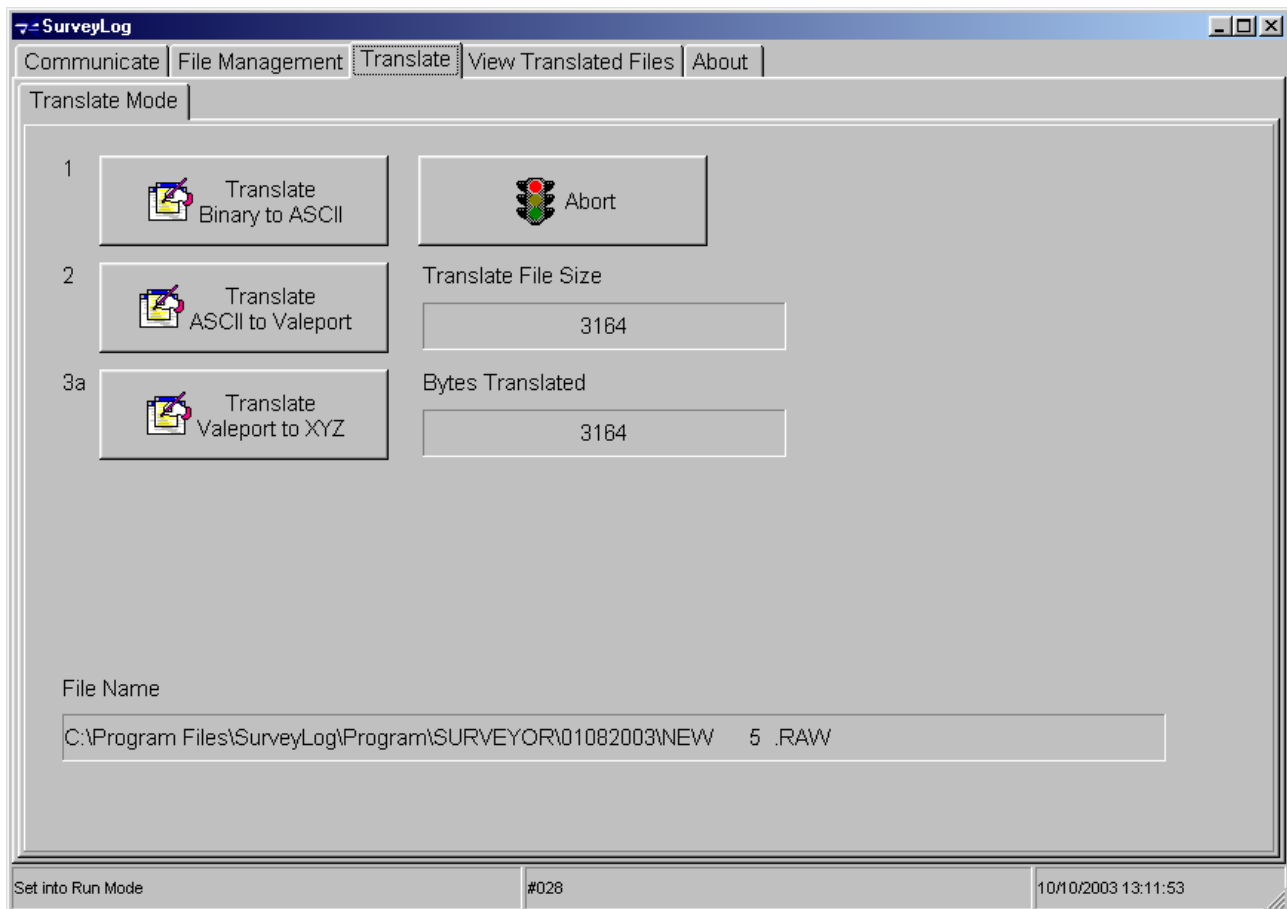 SurveyLog
Communicate File Management Translate View Translated Files About
Translate Mode
1 Translate
Binary to ASCII
Abort
2 Translate
ASCII to Valeport
Translate File Size
3164
3a Translate
Valeport to XYZ
Bytes Translated
3164
File Name
C:\Program Files\SurveyLog\Program\SURVEYOR\01082003\NEW     5  .RAW
Set into Run Mode #028 10/10/2003 13:11:53